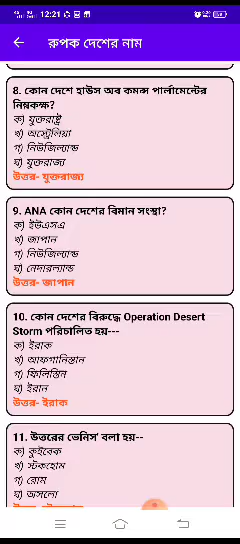 12:21
রুপক দেশের নাম
8. কোন দেশে হাউস অব কমন্স পার্লামেন্টের
নিম্নকক্ষ?
ক) যুক্তরাষ্ট্র
খ) অস্ট্রেলিয়া
গ) নিউজিল্যান্ড
ঘ) যুক্তরাজ্য
উত্তর- যুক্তরাজ্য
9. ANA কোন দেশের বিমান সংস্থা?
ক) ইউএসএ
খ) জাপান
গ) নিউজিল্যান্ড
ঘ) নেদারল্যান্ড
উত্তর- জাপান
10. কোন দেশের বিরুদ্ধে Operation Desert
Storm পরিচালিত হয়---
ক) ইরাক
খ) আফগানিস্তান
গ) ফিলিস্তিন
ঘ) ইরান
উত্তর- ইরাক
11. উত্তরের ভেনিস' বলা হয়--
ক) কুইবেক
খ) স্টকহোম
গ) রোম
ঘ) অসলো